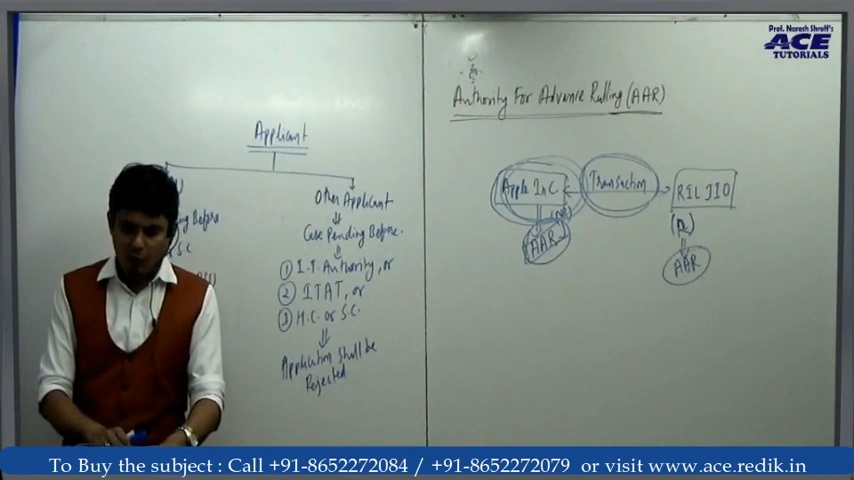 Prof. Naresh Shroff's
ACE
TUTORIALS
Applicant
Other Applicant
Case Pending Before.
① I.T. Authority, or
② ITAT, or
③ H.C. or S.C.
Application Shall be
Rejected
Before
S.C
Authority For Advance Rulling (AAR)
Apple Inc.
Transaction
RIL JIO
(NR)
AAR
(R)
AAR
To Buy the subject : Call +91-8652272084 / +91-8652272079 or visit www.ace.redik.in